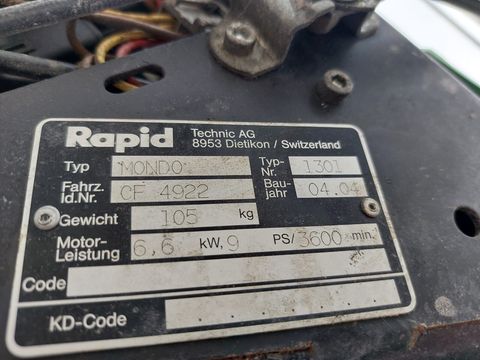 Rapid Technic AG
8953 Dietikon / Switzerland
Typ MONDO Typ-Nr. 1301
Fahrz. Id.Nr. CF 4922 Bau-jahr 04.04
Gewicht 105 kg
Motor-Leistung 6,6 kW, 9 PS/ 3600 min.
Code
KD-Code